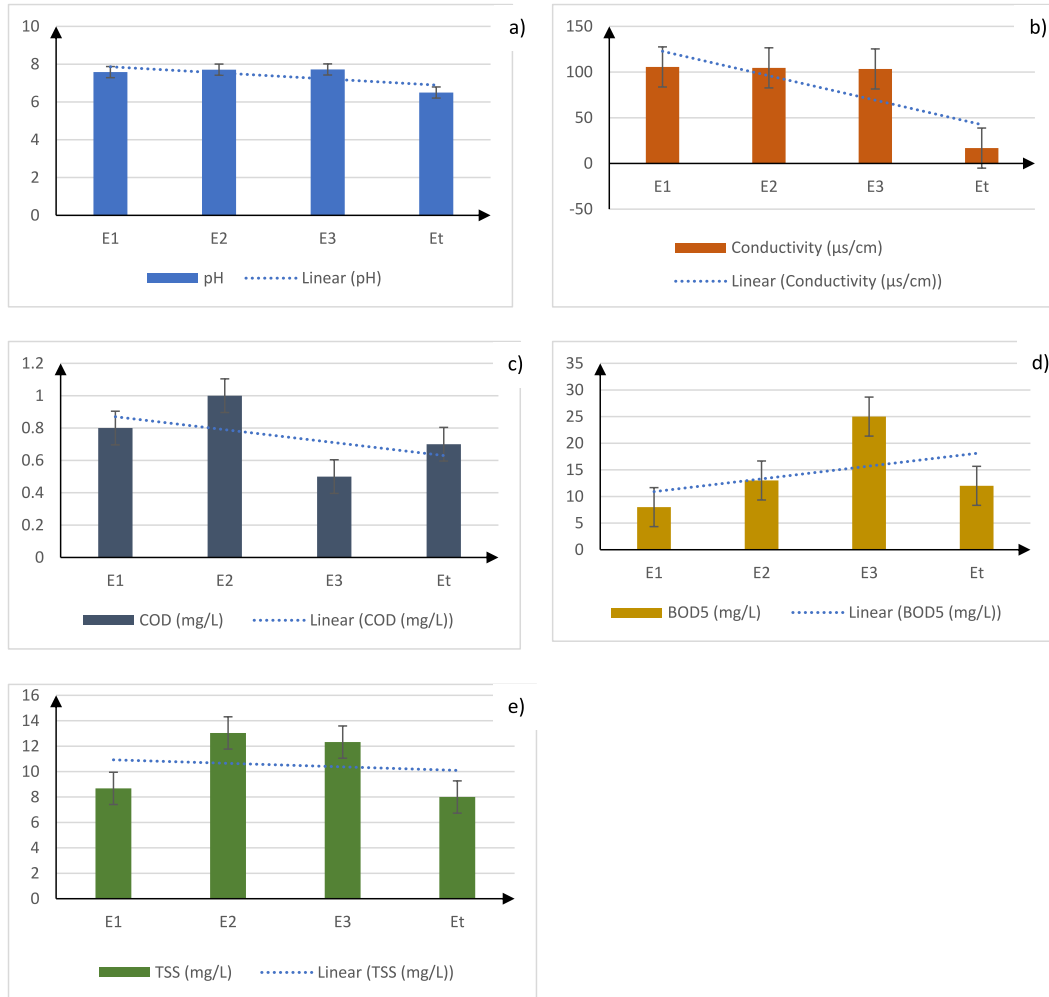 a)
10
8
6
4
2
0
E1 E2 E3 Et
pH Linear (pH)
b)
150
100
50
0
-50
E1 E2 E3 Et
Conductivity (µs/cm)
Linear (Conductivity (µs/cm))
c)
1.2
1
0.8
0.6
0.4
0.2
0
E1 E2 E3 Et
COD (mg/L) Linear (COD (mg/L))
d)
35
30
25
20
15
10
5
0
E1 E2 E3 Et
BOD5 (mg/L) Linear (BOD5 (mg/L))
e)
16
14
12
10
8
6
4
2
0
E1 E2 E3 Et
TSS (mg/L) Linear (TSS (mg/L))